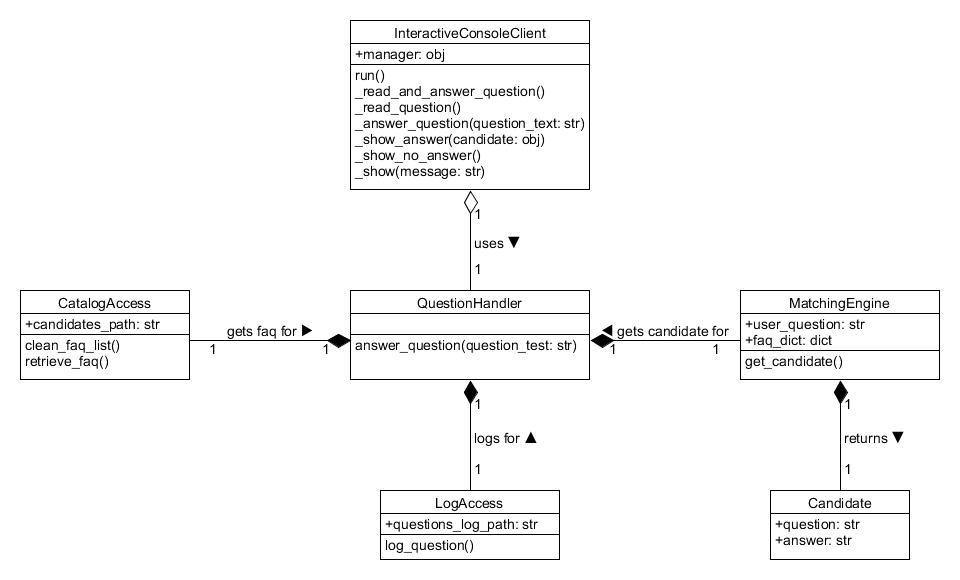 InteractiveConsoleClient
+manager: obj
run()
_read_and_answer_question()
_read_question()
_answer_question(question_text: str)
_show_answer(candidate: obj)
_show_no_answer()
_show(message: str)
1
uses ▼
1
CatalogAccess
+candidates_path: str
clean_faq_list()
retrieve_faq()
gets faq for ▶
1
1
QuestionHandler
answer_question(question_test: str)
◀ gets candidate for
1
1
MatchingEngine
+user_question: str
+faq_dict: dict
get_candidate()
1
logs for ▲
1
1
returns ▼
1
LogAccess
+questions_log_path: str
log_question()
Candidate
+question: str
+answer: str